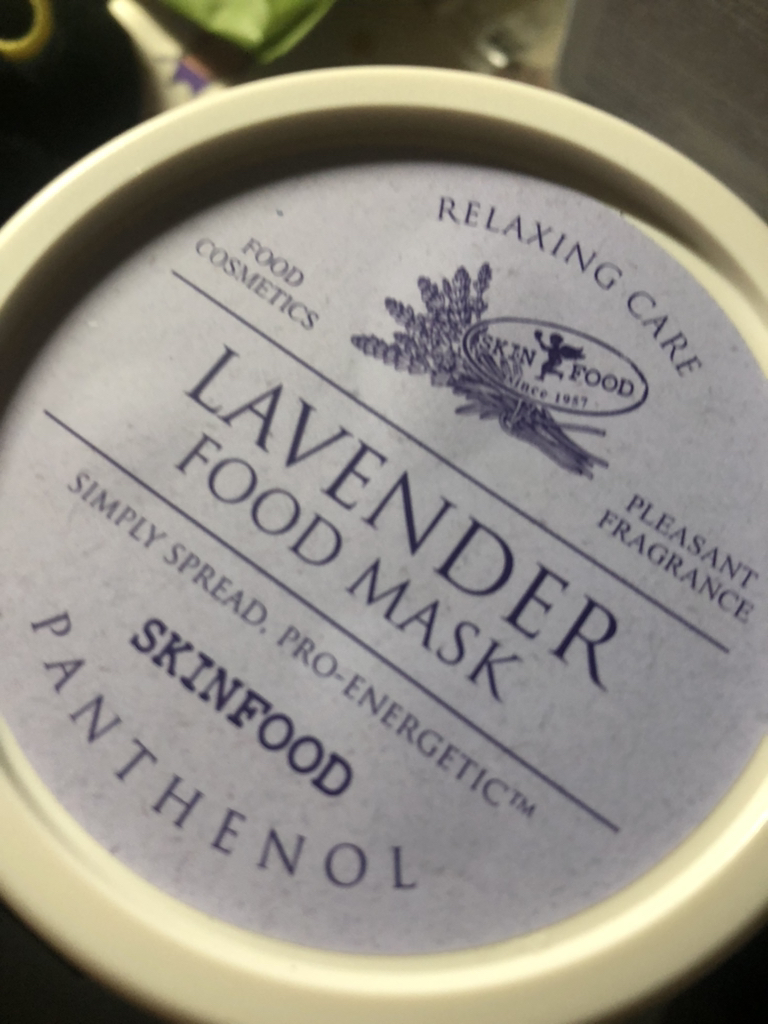 RELAXING CARE
FOOD
COSMETICS
SKIN FOOD
since 1957
PLEASANT
FRAGRANCE
LAVENDER
FOOD MASK
SIMPLY SPREAD, PRO-ENERGETIC™
SKINFOOD
PANTHENOL